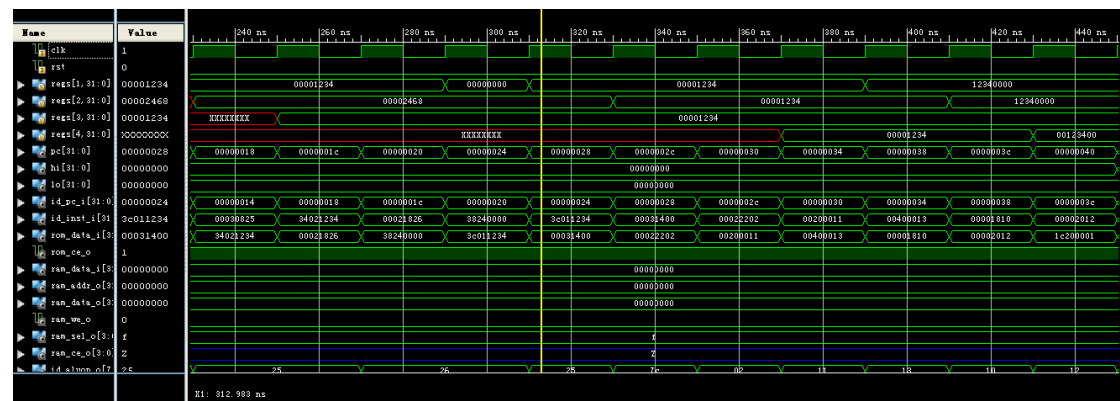 Name Value 240 ns 260 ns 280 ns 300 ns 320 ns 340 ns 360 ns 380 ns 400 ns 420 ns 440 ns
clk 1
rst 0
regs[1,31:0] 00001234 00001234 00000000 00001234 12340000
regs[2,31:0] 00002468 00002468 00001234 12340000
regs[3,31:0] 00001234 XXXXXXXX 00001234
regs[4,31:0] XXXXXXXX XXXXXXXX 00001234 00123400
pc[31:0] 00000028 00000018 0000001c 00000020 00000024 00000028 0000002c 00000030 00000034 00000038 0000003c 00000040
hi[31:0] 00000000 00000000
lo[31:0] 00000000 00000000
id_pc_i[31:0 00000024 00000014 00000018 0000001c 00000020 00000024 00000028 0000002c 00000030 00000034 00000038 0000003c
id_inst_i[31 3c011234 00030825 34021234 00021826 38240000 3c011234 00031400 00022202 00200011 00400013 00001810 00002012
rom_data_i[3 00031400 34021234 00021826 38240000 3c011234 00031400 00022202 00200011 00400013 00001810 00002012 1c200001
rom_ce_o 1
ram_data_i[3 00000000 00000000
ram_addr_o[3 00000000 00000000
ram_data_o[3 00000000 00000000
ram_we_o 0
ram_sel_o[3: f f
ram_ce_o[3:0 Z Z
id_aluop_o[7 25 25 26 25 7c 02 11 13 10 12
X1: 312.983 ns